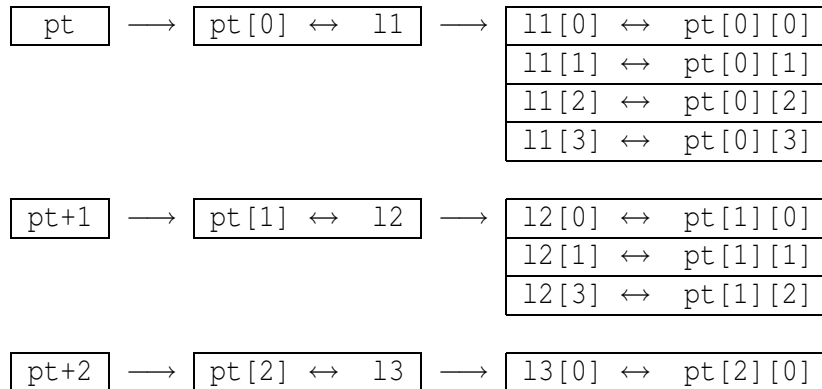 pt ⟶ pt[0] ↔ l1 ⟶ l1[0] ↔ pt[0][0]
l1[1] ↔ pt[0][1]
l1[2] ↔ pt[0][2]
l1[3] ↔ pt[0][3]
pt+1 ⟶ pt[1] ↔ l2 ⟶ l2[0] ↔ pt[1][0]
l2[1] ↔ pt[1][1]
l2[3] ↔ pt[1][2]
pt+2 ⟶ pt[2] ↔ l3 ⟶ l3[0] ↔ pt[2][0]